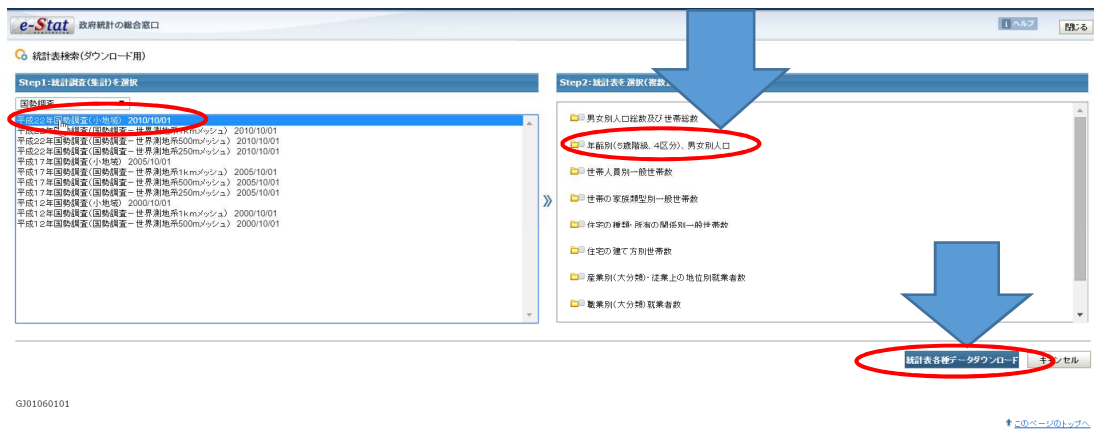 e-Stat 政府統計の総合窓口
i ヘルプ
閉じる
統計表検索(ダウンロード用)
Step1:統計調査(集計)を選択
国勢調査
平成22年国勢調査(小地域) 2010/10/01
平成22年国勢調査(国勢調査-世界測地系1kmメッシュ) 2010/10/01
平成22年国勢調査(国勢調査-世界測地系500mメッシュ) 2010/10/01
平成22年国勢調査(国勢調査-世界測地系250mメッシュ) 2010/10/01
平成17年国勢調査(小地域) 2005/10/01
平成17年国勢調査(国勢調査-世界測地系1kmメッシュ) 2005/10/01
平成17年国勢調査(国勢調査-世界測地系500mメッシュ) 2005/10/01
平成17年国勢調査(国勢調査-世界測地系250mメッシュ) 2005/10/01
平成12年国勢調査(小地域) 2000/10/01
平成12年国勢調査(国勢調査-世界測地系1kmメッシュ) 2000/10/01
平成12年国勢調査(国勢調査-世界測地系500mメッシュ) 2000/10/01
»
Step2:統計表を選択(複数
男女別人口総数及び世帯総数
年齢別(5歳階級、4区分)、男女別人口
世帯人員別一般世帯数
世帯の家族類型別一般世帯数
住宅の種類・所有の関係別一般世帯数
住宅の建て方別世帯数
産業別(大分類)・従業上の地位別就業者数
職業別(大分類)就業者数
統計表各種データダウンロード
キャンセル
GJ01060101
このページのトップへ